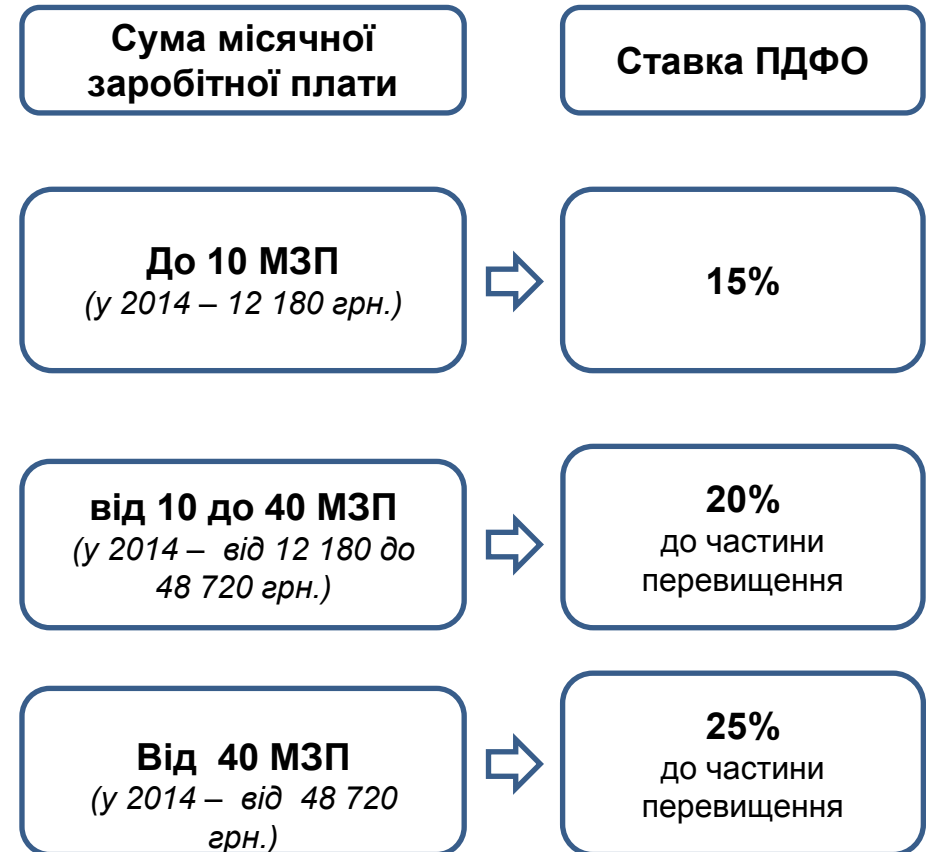 Сума місячної
заробітної плати
Ставка ПДФО
До 10 МЗП
(у 2014 – 12 180 грн.)
15%
від 10 до 40 МЗП
(у 2014 – від 12 180 до
48 720 грн.)
20%
до частини
перевищення
Від 40 МЗП
(у 2014 – від 48 720
грн.)
25%
до частини
перевищення